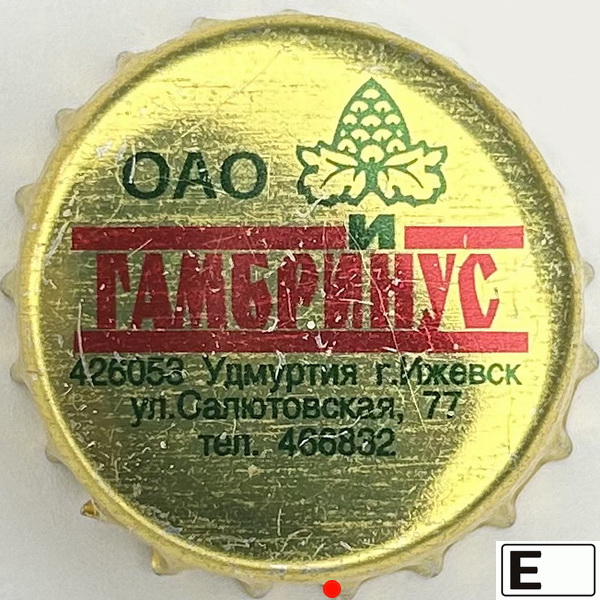 ОАО
И
ГАМБРИНУС
426053 Удмуртия г.Ижевск
ул.Салютовская, 77
тел. 466832
E